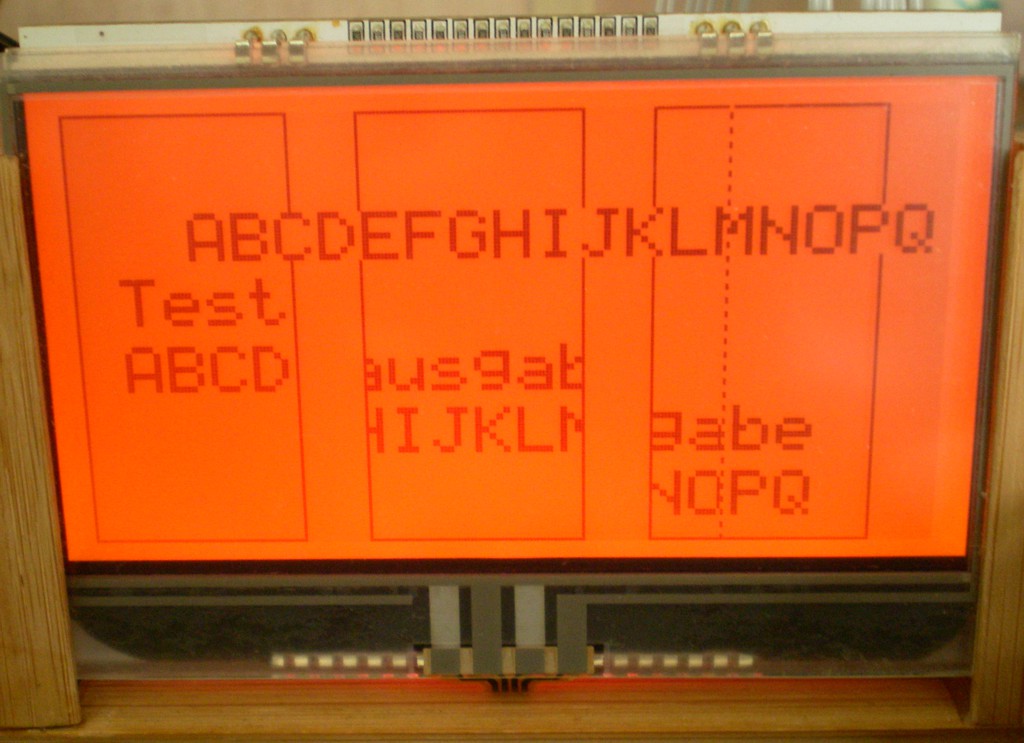 ABCDEFGHIJKLMNOPQ
Test
ABCD
ausgab
HIJKLM
gabe
NOPQ